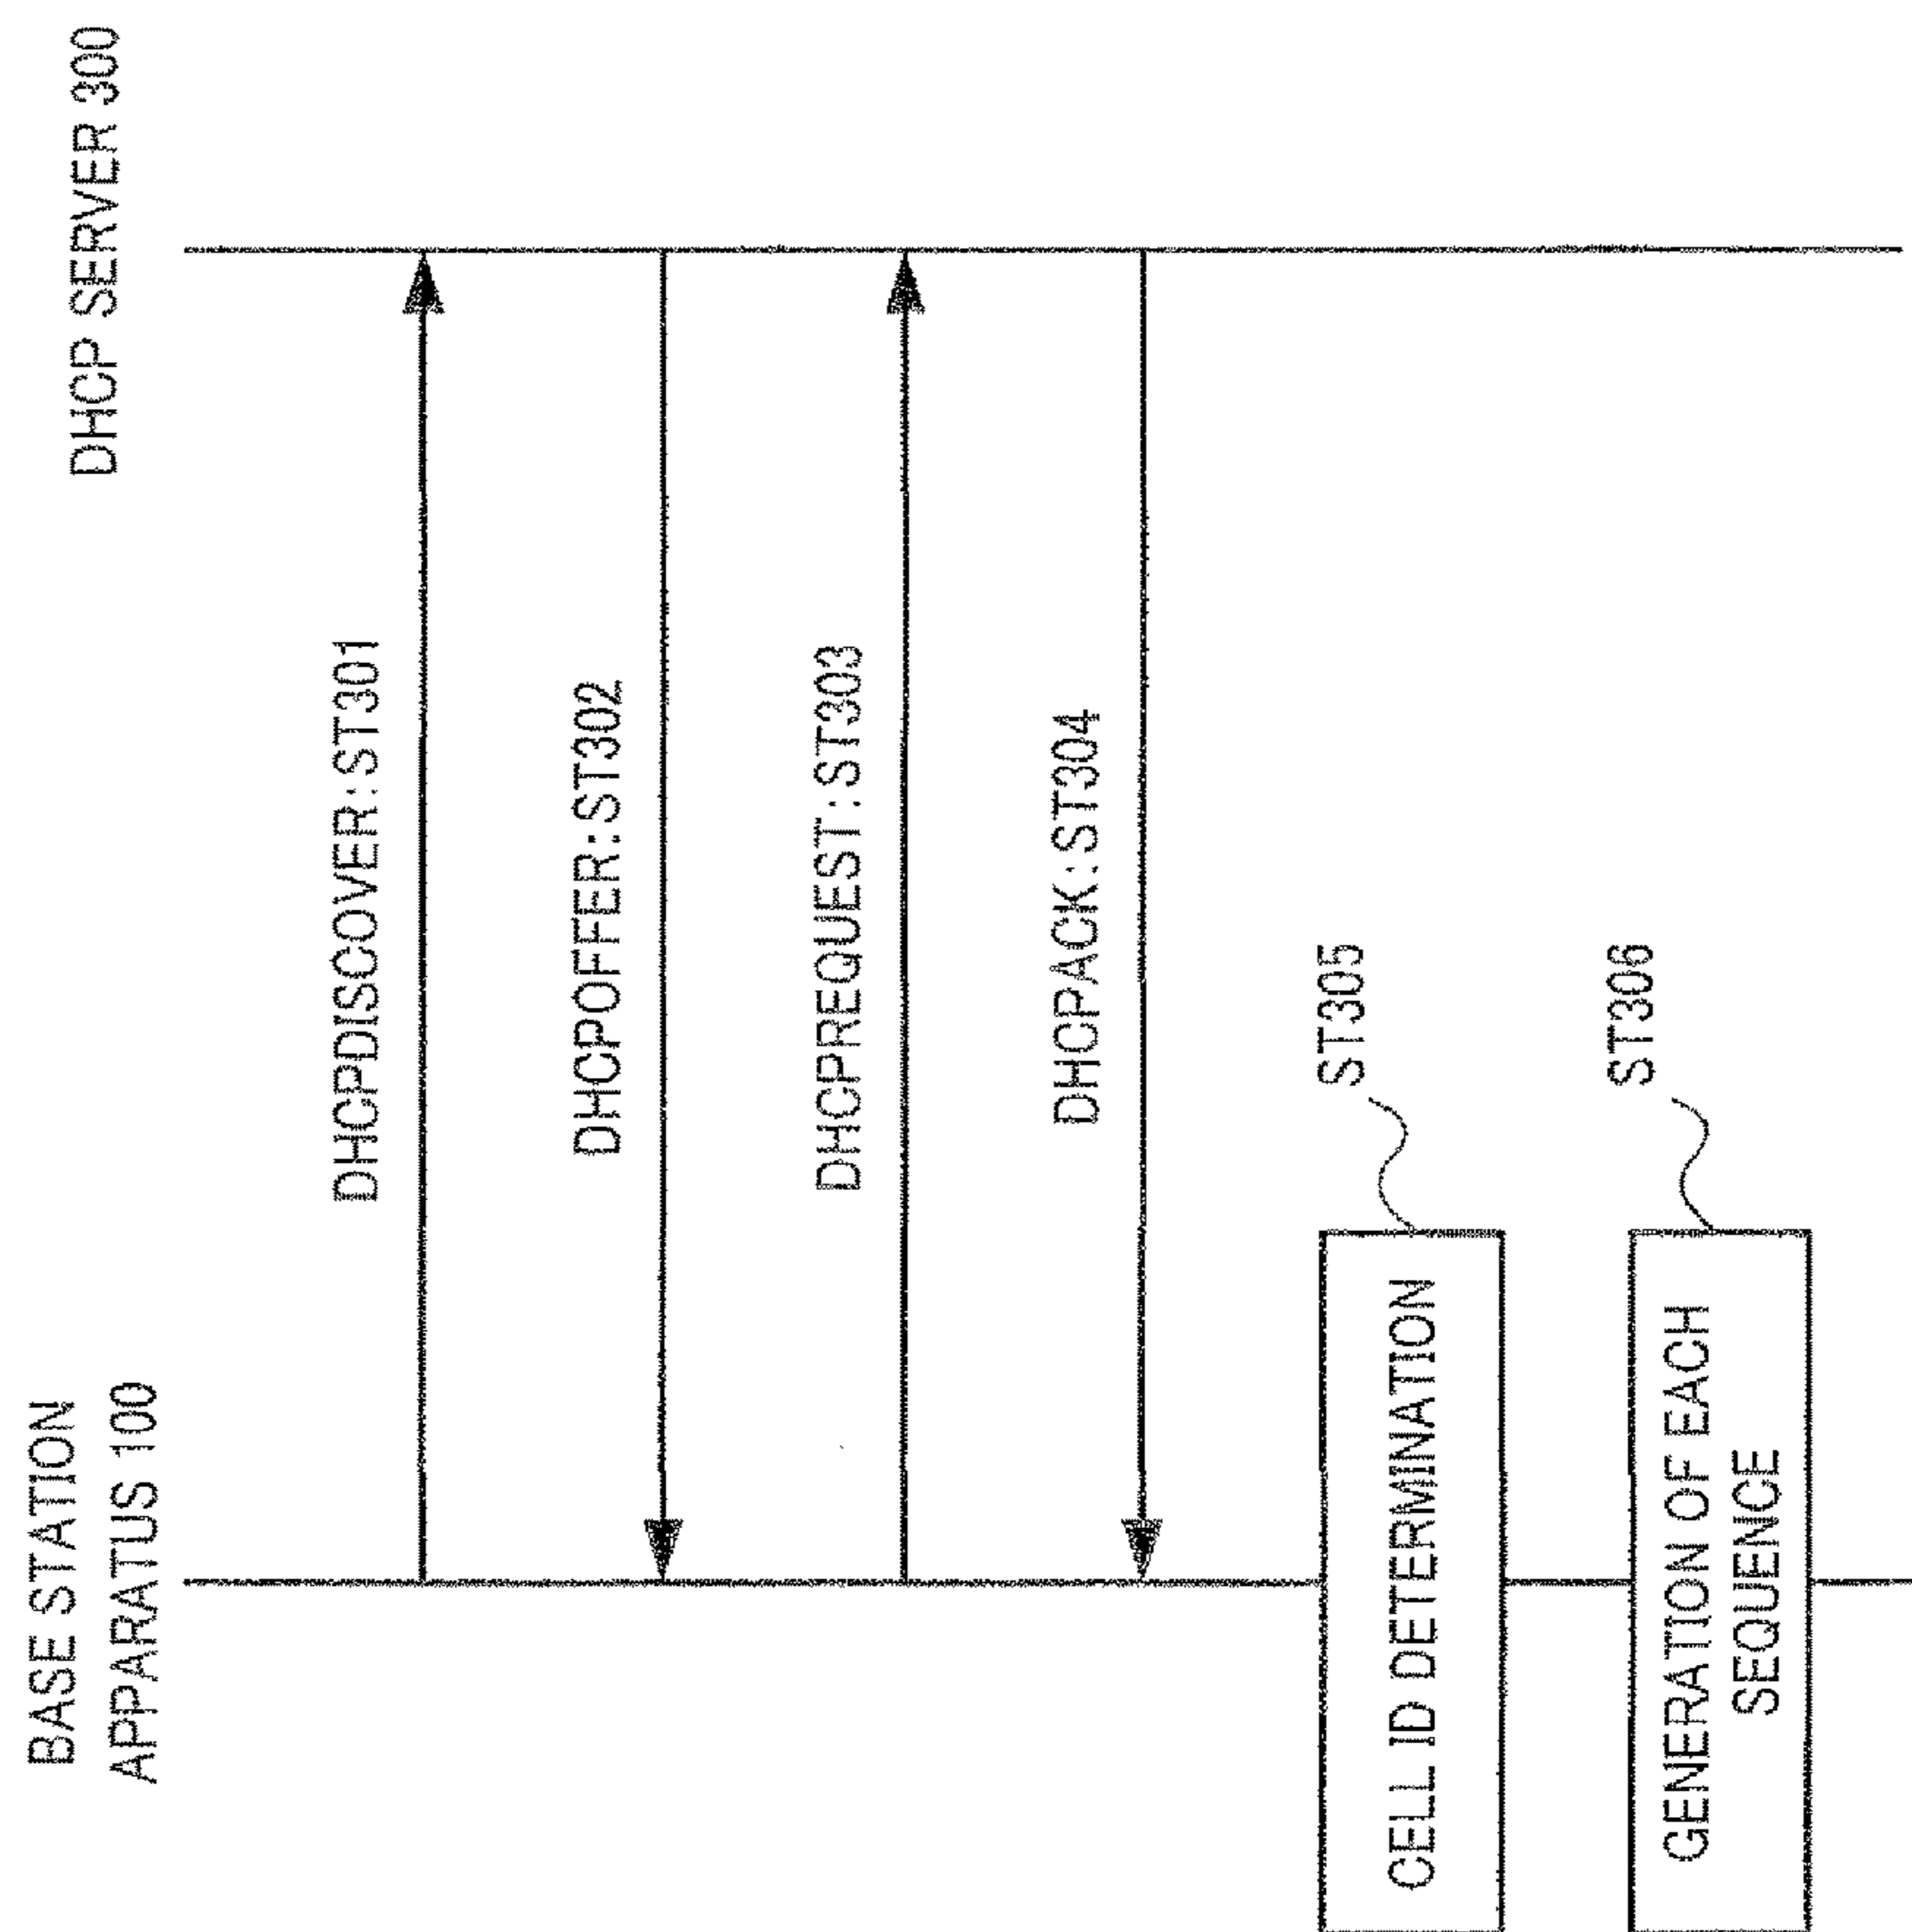 BASE STATION
APPARATUS 100
DHCP SERVER 300
DHCPDISCOVER:ST301
DHCPOFFER:ST302
DHCPREQUEST:ST303
DHCPACK:ST304
CELL ID DETERMINATION
ST305
GENERATION OF EACH
SEQUENCE
ST306